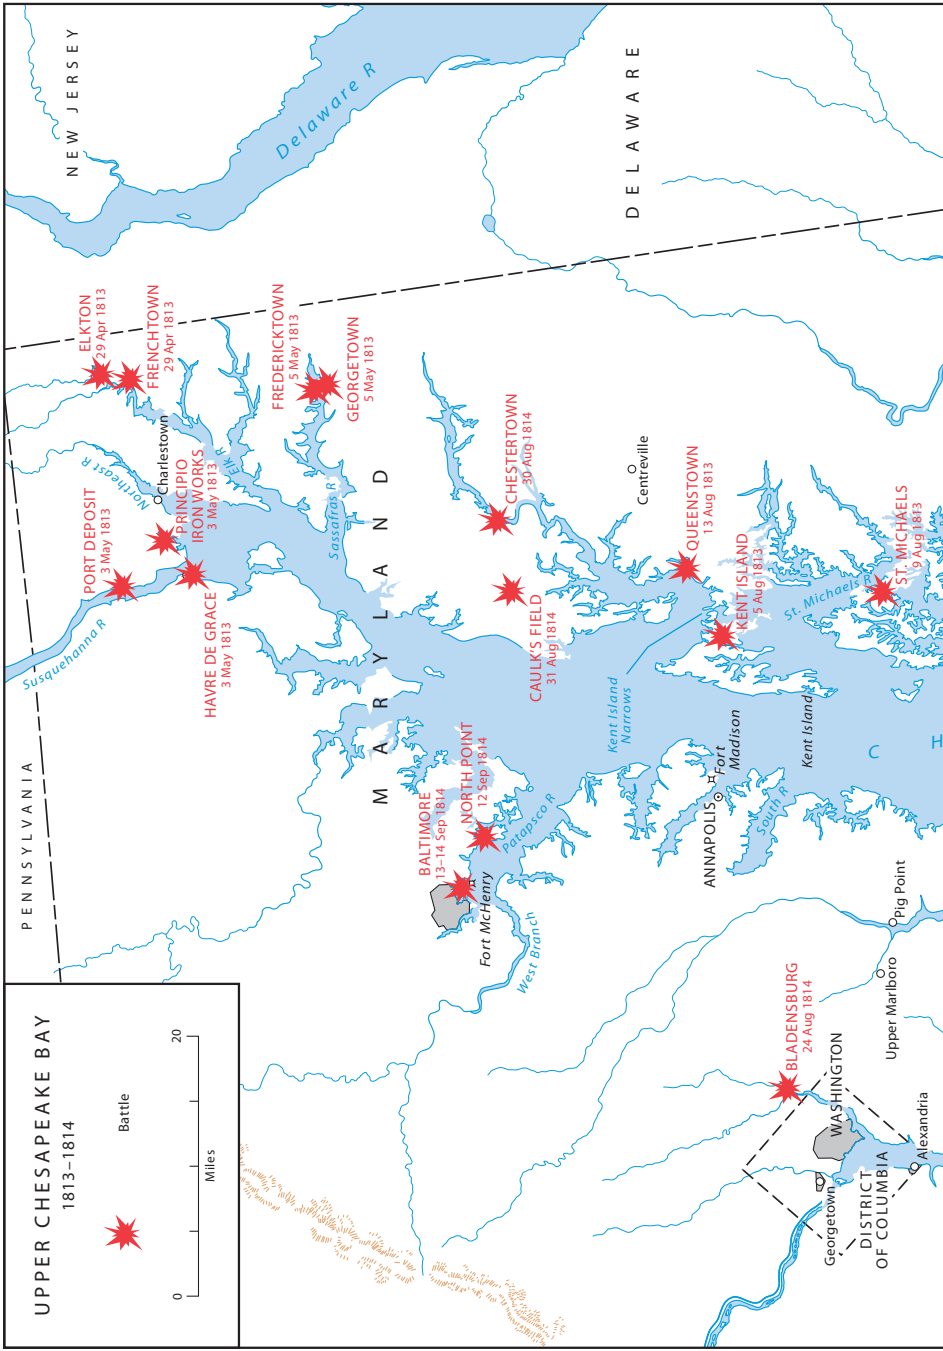 UPPER CHESAPEAKE BAY
1813–1814
Battle
0
20
Miles
PENNSYLVANIA
NEW JERSEY
DELAWARE
MARYLAND
Delaware R
Susquehanna R
Northeast R
Elk R
Sassafras R
ELKTON
29 Apr 1813
FRENCHTOWN
29 Apr 1813
Charlestown
PORT DEPOSIT
3 May 1813
PRINCIPIO
IRON WORKS
3 May 1813
HAVRE DE GRACE
3 May 1813
FREDERICKTOWN
5 May 1813
GEORGETOWN
5 May 1813
CHESTERTOWN
30 Aug 1814
CAULK'S FIELD
31 Aug 1814
Centreville
QUEENSTOWN
13 Aug 1813
KENT ISLAND
5 Aug 1813
Kent Island
Narrows
St. Michaels R
ST. MICHAELS
9 Aug 1813
BALTIMORE
13–14 Sep 1814
NORTH POINT
12 Sep 1814
Patapsco R
Fort McHenry
West Branch
ANNAPOLIS
Fort
Madison
Kent Island
South R
C H
Pig Point
Upper Marlboro
BLADENSBURG
24 Aug 1814
WASHINGTON
Georgetown
DISTRICT
OF COLUMBIA
Alexandria